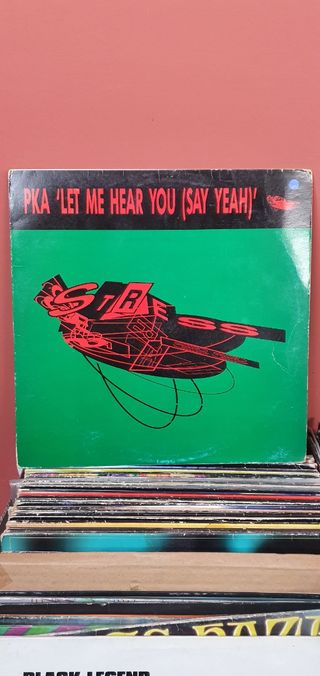 PKA 'LET ME HEAR YOU (SAY YEAH)'
STRESS
BLACK LEGEND